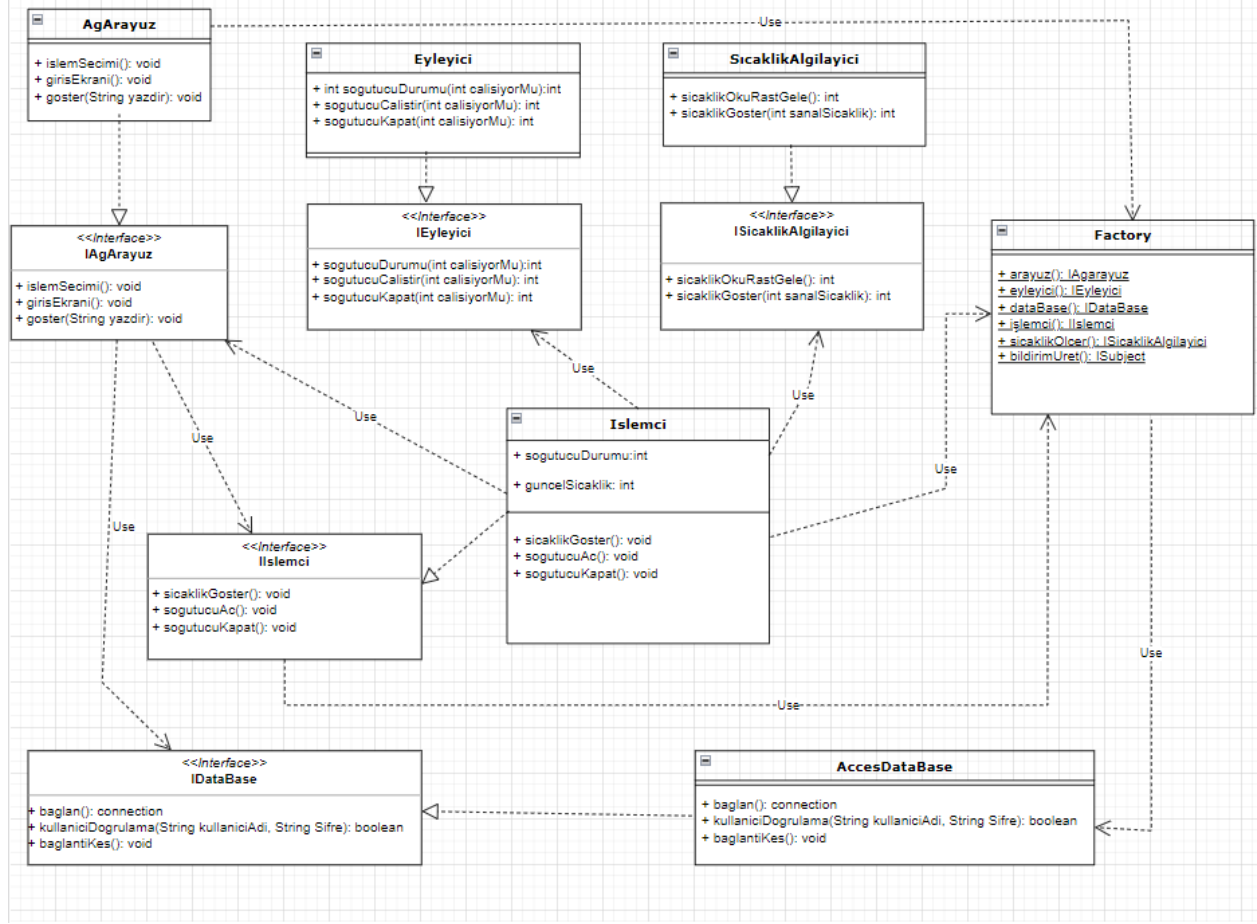 AgArayuz
+ islemSecimi(): void
+ girisEkrani(): void
+ goster(String yazdir): void
Eyleyici
+ int sogutucuDurumu(int calisiyorMu):int
+ sogutucuCalistir(int calisiyorMu): int
+ sogutucuKapat(int calisiyorMu): int
SıcaklikAlgilayici
+ sicaklikOkuRastGele(): int
+ sicaklikGoster(int sanalSicaklik): int
Use
<<Interface>>
IAgArayuz
+ islemSecimi(): void
+ girisEkrani(): void
+ goster(String yazdir): void
<<Interface>>
IEyleyici
+ sogutucuDurumu(int calisiyorMu):int
+ sogutucuCalistir(int calisiyorMu): int
+ sogutucuKapat(int calisiyorMu): int
<<Interface>>
ISicaklikAlgilayici
+ sicaklikOkuRastGele(): int
+ sicaklikGoster(int sanalSicaklik): int
Factory
+ arayuz(): IAgarayuz
+ eyleyici(): IEyleyici
+ dataBase(): IDataBase
+ işlemci(): IIslemci
+ sicaklikOlcer(): ISicaklikAlgilayici
+ bildirimUret(): ISubject
Use
Use
Use
Use
Use
Use
Islemci
+ sogutucuDurumu:int
+ guncelSicaklik: int
+ sicaklikGoster(): void
+ sogutucuAc(): void
+ sogutucuKapat(): void
<<Interface>>
IIslemci
+ sicaklikGoster(): void
+ sogutucuAc(): void
+ sogutucuKapat(): void
Use
Use
<<Interface>>
IDataBase
+ baglan(): connection
+ kullaniciDogrulama(String kullaniciAdi, String Sifre): boolean
+ baglantiKes(): void
AccesDataBase
+ baglan(): connection
+ kullaniciDogrulama(String kullaniciAdi, String Sifre): boolean
+ baglantiKes(): void